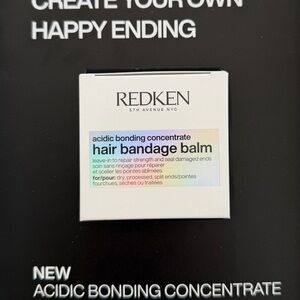 CREATE YOUR OWN
HAPPY ENDING
REDKEN
5TH AVENUE NYC
acidic bonding concentrate
hair bandage balm
leave-in to repair strength and seal damaged ends
soin sans rinçage pour réparer
et sceller les pointes abîmées
for/pour: dry, processed, split ends/pointes
fourchues, sèches ou traitées
NEW
ACIDIC BONDING CONCENTRATE